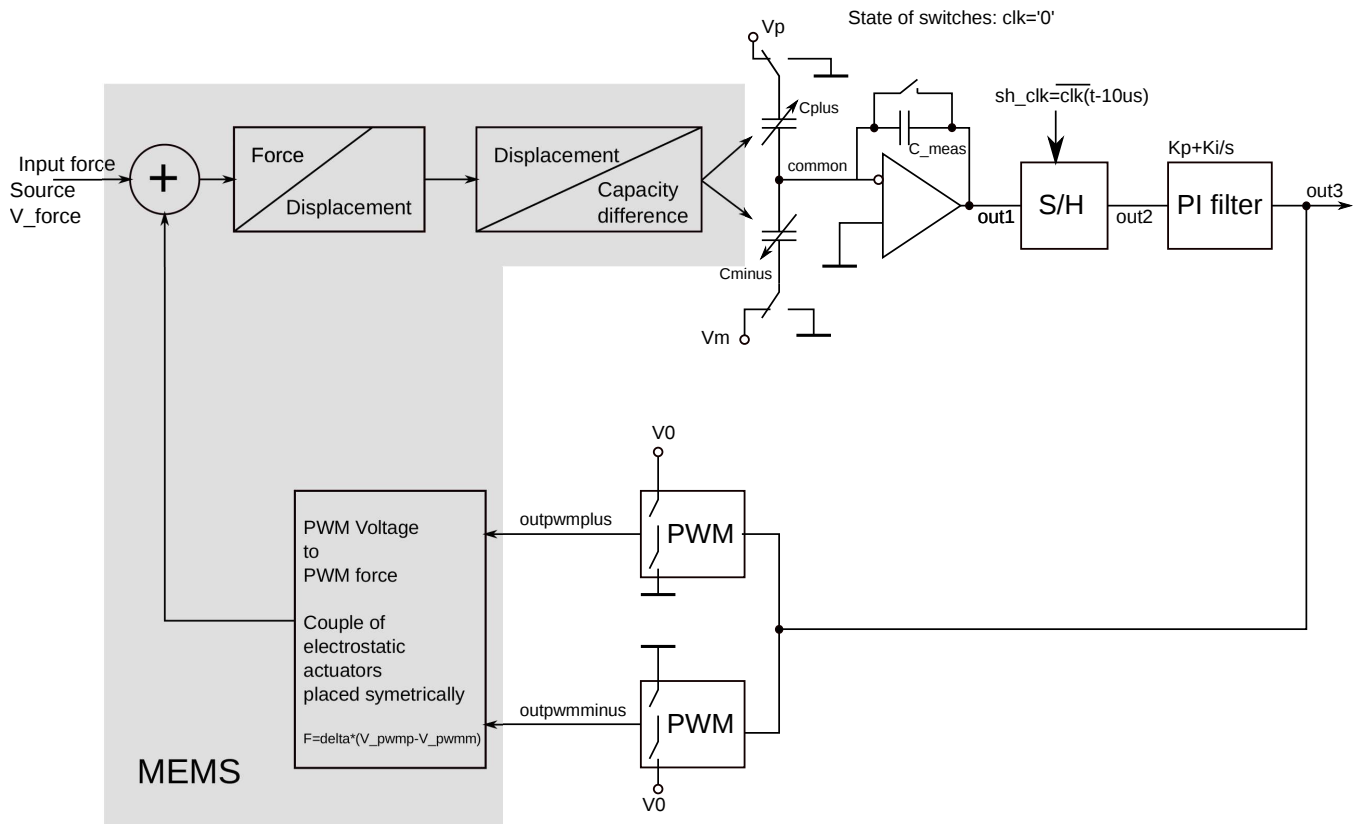 State of switches: clk='0'
Vp
Cplus
sh_clk=c̅l̅k̅(t-10us)
Input force
Source
V_force
+
Force
Displacement
Displacement
Capacity
difference
common
C_meas
Kp+Ki/s
out1
S/H
out2
PI filter
out3
Cminus
Vm
V0
PWM Voltage
to
PWM force
outpwmplus
PWM
Couple of
electrostatic
actuators
placed symetrically
outpwmminus
PWM
F=delta*(V_pwmp-V_pwmm)
MEMS
V0